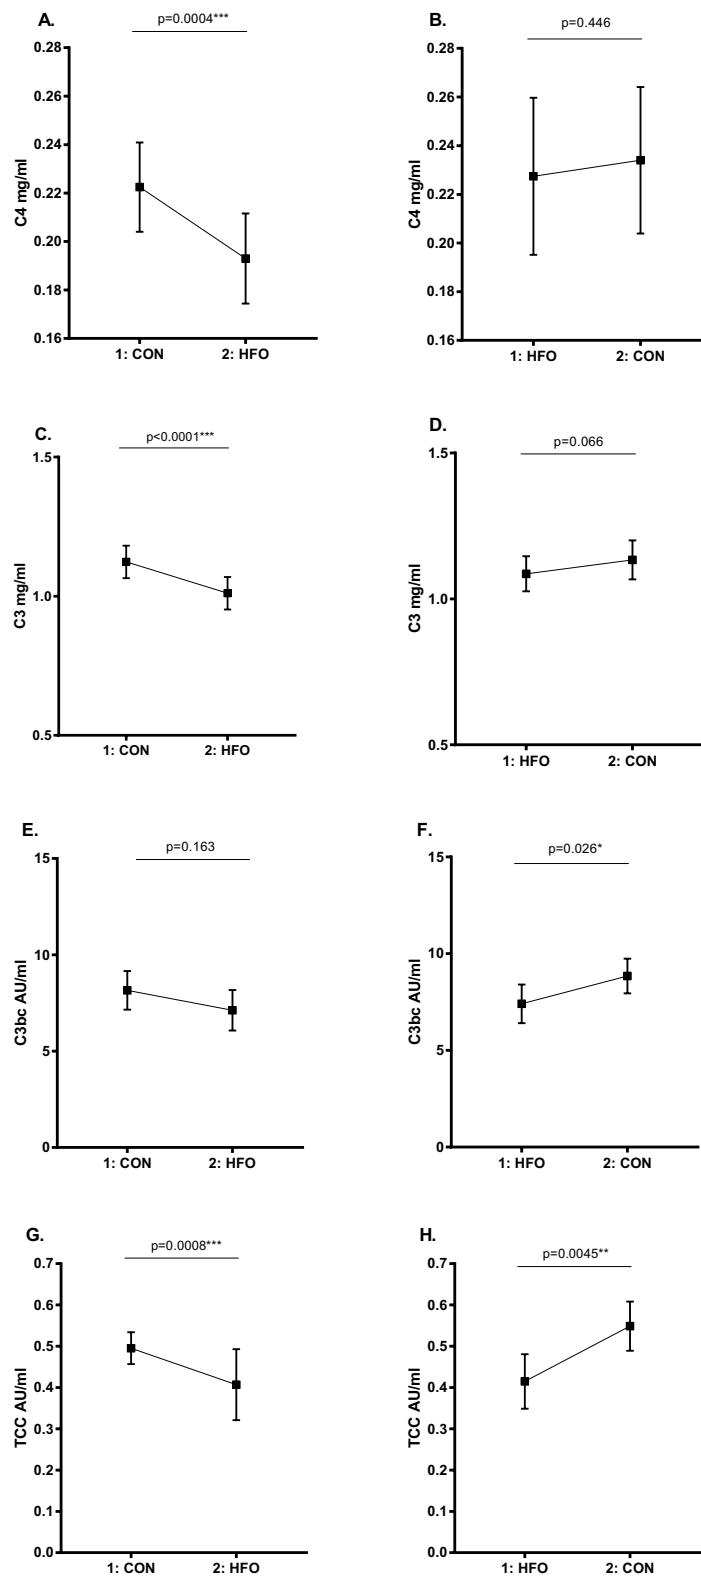 A.
p=0.0004***
0.28
0.26
0.24
0.22
0.20
0.18
0.16
C4 mg/ml
1: CON
2: HFO
B.
p=0.446
0.28
0.26
0.24
0.22
0.20
0.18
0.16
C4 mg/ml
1: HFO
2: CON
C.
p<0.0001***
1.5
1.0
0.5
C3 mg/ml
1: CON
2: HFO
D.
p=0.066
1.5
1.0
0.5
C3 mg/ml
1: HFO
2: CON
E.
p=0.163
15
10
5
0
C3bc AU/ml
1: CON
2: HFO
F.
p=0.026*
15
10
5
0
C3bc AU/ml
1: HFO
2: CON
G.
p=0.0008***
0.7
0.6
0.5
0.4
0.3
0.2
0.1
0.0
TCC AU/ml
1: CON
2: HFO
H.
p=0.0045**
0.7
0.6
0.5
0.4
0.3
0.2
0.1
0.0
TCC AU/ml
1: HFO
2: CON